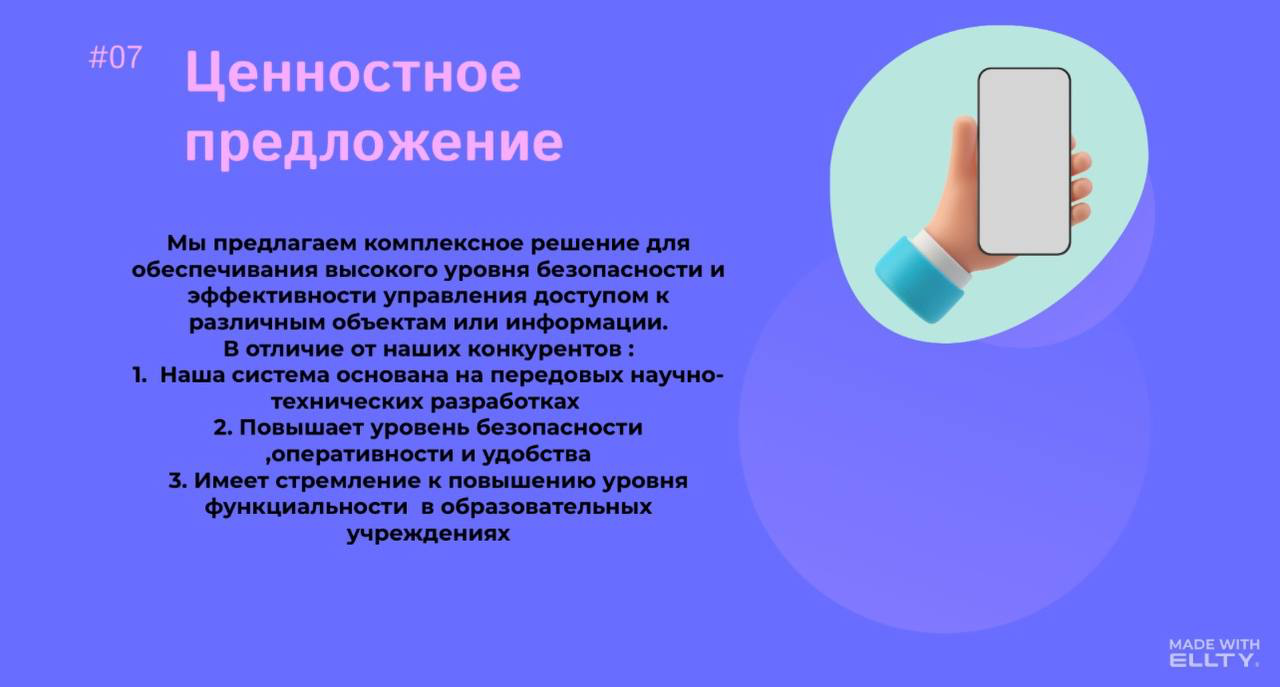 #07
Ценностное
предложение
Мы предлагаем комплексное решение для
обеспечивания высокого уровня безопасности и
эффективности управления доступом к
различным объектам или информации.
В отличие от наших конкурентов :
1. Наша система основана на передовых научно-
технических разработках
2. Повышает уровень безопасности
,оперативности и удобства
3. Имеет стремление к повышению уровня
функциальности в образовательных
учреждениях
MADE WITH
ELLTY.